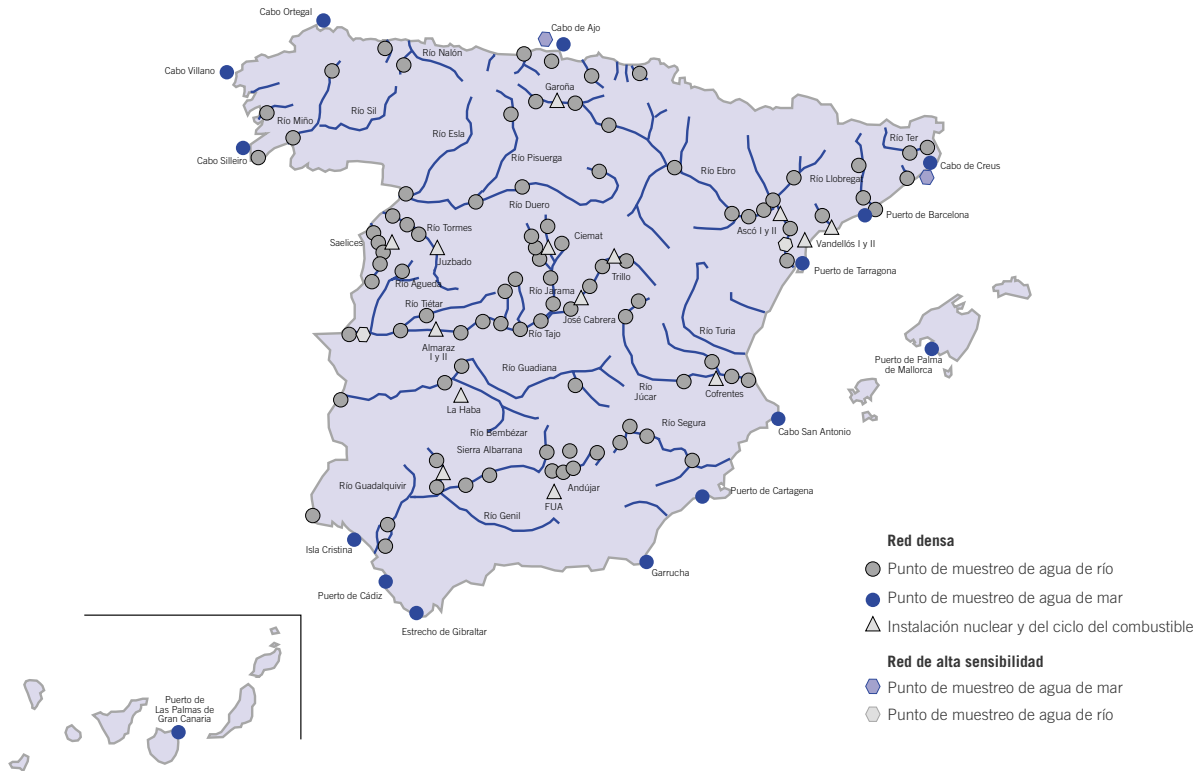 Cabo Ortegal
Cabo de Ajo
Cabo Villano
Río Nalón
Garoña
Río Sil
Río Miño
Río Esla
Cabo Silleiro
Río Pisuerga
Río Ebro
Río Ter
Cabo de Creus
Río Llobregat
Río Duero
Puerto de Barcelona
Río Tormes
Ascó I y II
Saelices
Ciemat
Vandellós I y II
Juzbado
Trillo
Puerto de Tarragona
Río Agueda
Río Jarama
Río Tiétar
José Cabrera
Río Tajo
Río Turia
Almaraz
I y II
Puerto de Palma
de Mallorca
Río Guadiana
Río
Júcar
Cofrentes
La Haba
Río Bembézar
Río Segura
Cabo San Antonio
Sierra Albarrana
Río Guadalquivir
Andújar
Puerto de Cartagena
FUA
Río Genil
Isla Cristina
Garrucha
Puerto de Cádiz
Estrecho de Gibraltar
Puerto de
Las Palmas de
Gran Canaria
Red densa
Punto de muestreo de agua de río
Punto de muestreo de agua de mar
Instalación nuclear y del ciclo del combustible
Red de alta sensibilidad
Punto de muestreo de agua de mar
Punto de muestreo de agua de río